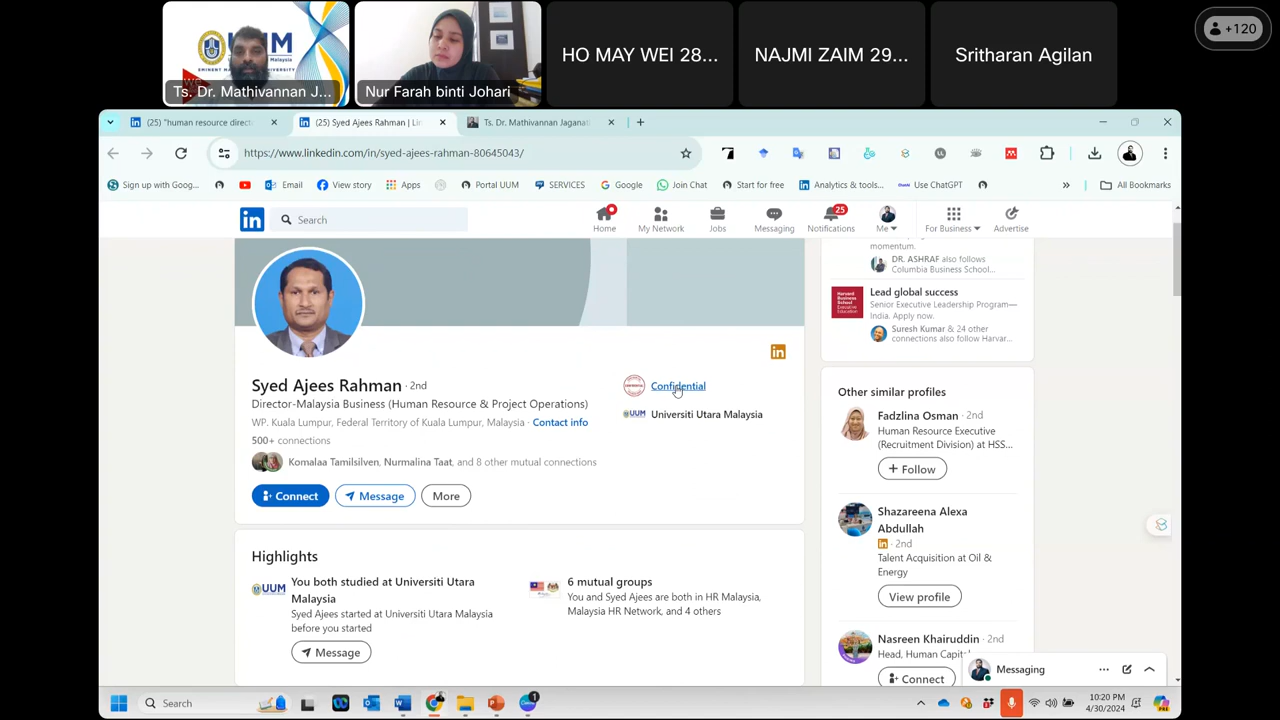 UUM
Ts. Dr. Mathivannan J...
Nur Farah binti Johari
HO MAY WEI 28...
NAJMI ZAIM 29...
Sritharan Agilan
+120
(25) "human resource direct
(25) Syed Ajees Rahman | Lin
Ts. Dr. Mathivannan Jaganat
https://www.linkedin.com/in/syed-ajees-rahman-80645043/
Sign up with Goog...
Email
View story
Apps
Portal UUM
SERVICES
Google
Join Chat
Start for free
Analytics & tools...
Use ChatGPT
»
All Bookmarks
in
Search
Home
My Network
Jobs
Messaging
25
Notifications
Me
For Business
Advertise
momentum.
DR. ASHRAF also follows
Columbia Business School...
Lead global success
Senior Executive Leadership Program—
India. Apply now.
Suresh Kumar & 24 other
connections also follow Harvar...
in
Syed Ajees Rahman · 2nd
Director-Malaysia Business (Human Resource & Project Operations)
WP. Kuala Lumpur, Federal Territory of Kuala Lumpur, Malaysia · Contact info
500+ connections
Komalaa Tamilsilven, Nurmalina Taat, and 8 other mutual connections
Confidential
UUM
Universiti Utara Malaysia
Connect
Message
More
Highlights
UUM
You both studied at Universiti Utara
Malaysia
Syed Ajees started at Universiti Utara Malaysia
before you started
Message
6 mutual groups
You and Syed Ajees are both in HR Malaysia,
Malaysia HR Network, and 4 others
Other similar profiles
Fadzlina Osman · 2nd
Human Resource Executive
(Recruitment Division) at HSS...
+ Follow
Shazareena Alexa
Abdullah
in · 2nd
Talent Acquisition at Oil &
Energy
View profile
Nasreen Khairuddin · 2nd
Head, Human Capit
Connect
Messaging
Search
10:20 PM
4/30/2024